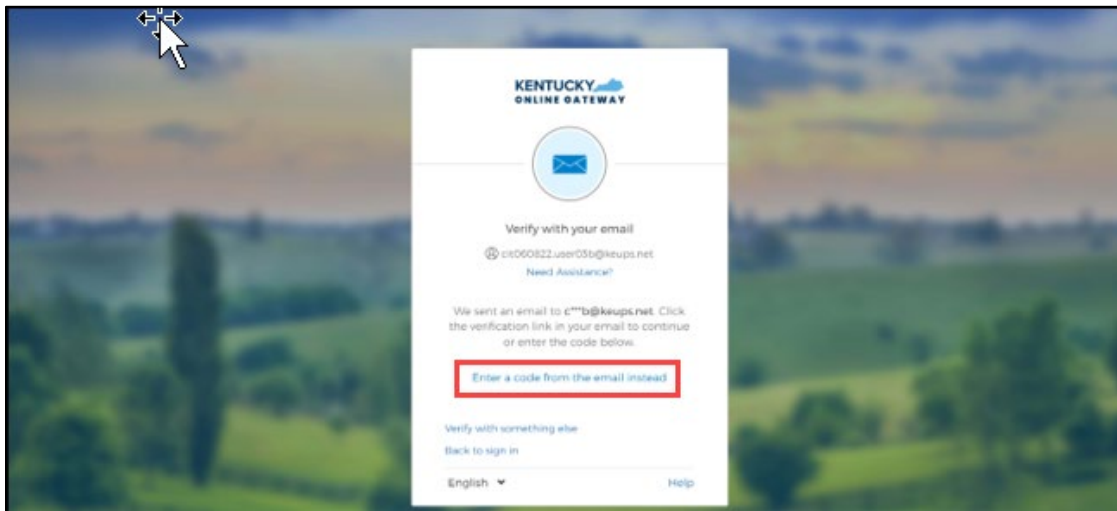 KENTUCKY
ONLINE GATEWAY
Verify with your email
cit060822.user03b@keups.net
Need Assistance?
We sent an email to c***b@keups.net. Click
the verification link in your email to continue
or enter the code below.
Enter a code from the email instead
Verify with something else
Back to sign in
English
Help